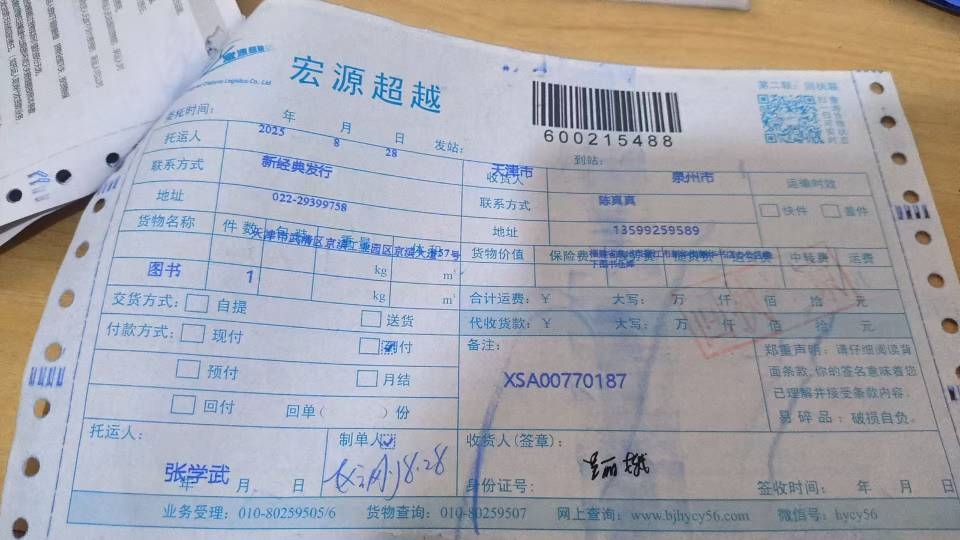 宏源超越
600215488
第二联：回执联
委托时间： 年 月 日 发站： 到站：
2025 8 28 天津市 泉州市
托运人 新经典发行 收货人 陈真真 运输时效
联系方式 022-29399758 联系方式 13599259589 快件 普件
地址 天津市武清区京滨工业园区京滨大道57号 地址
货物名称 件数 包装 重量 体积 货物价值 保险费 中转费 运费
图书 1 kg m³
kg m³ 合计运费：¥ 大写： 万 仟 佰 拾 元
交货方式： 自提 送货 代收货款：¥ 大写： 万 仟 佰 拾 元
付款方式： 现付 到付 备注：
预付 月结 XSA00770187
回付 回单( )份
郑重声明：请仔细阅读背
面条款,你的签名意味着您
已理解并接受条款内容。
易碎品：破损自负。
托运人： 制单人： 收货人(签章)：
张学武 8.28
年 月 日 身份证号： 签收时间： 年 月 日
业务受理：010-80259505/6 货物查询：010-80259507 网上查询：www.bjhycy56.com 微信号：hycy56